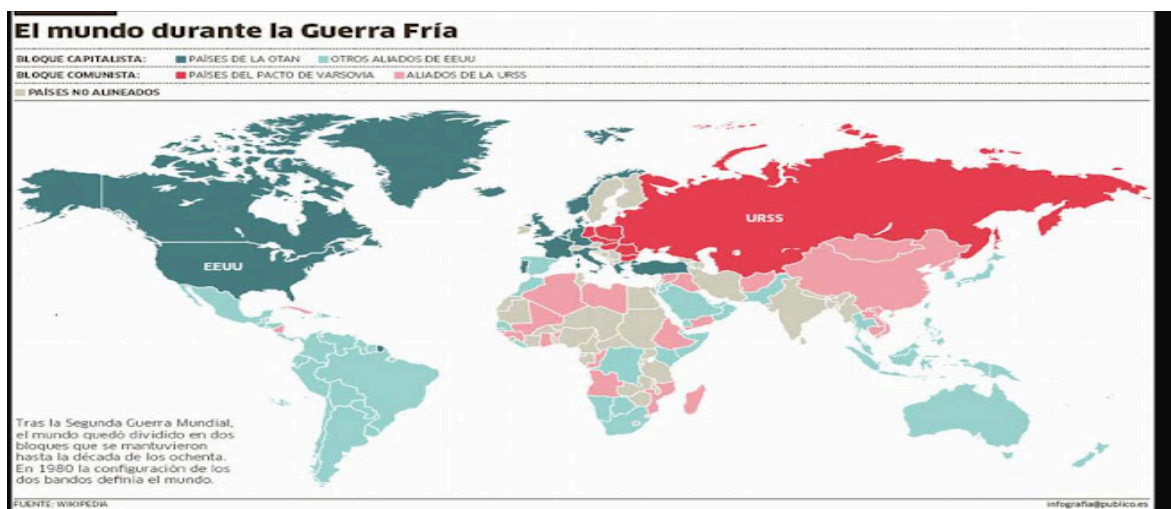 El mundo durante la Guerra Fría
BLOQUE CAPITALISTA: PAÍSES DE LA OTAN OTROS ALIADOS DE EEUU
BLOQUE COMUNISTA: PAÍSES DEL PACTO DE VARSOVIA ALIADOS DE LA URSS
PAÍSES NO ALINEADOS
URSS
EEUU
Tras la Segunda Guerra Mundial,
el mundo quedó dividido en dos
bloques que se mantuvieron
hasta la década de los ochenta.
En 1980 la configuración de los
dos bandos definía el mundo.
FUENTE: WIKIPEDIA infografia@publico.es